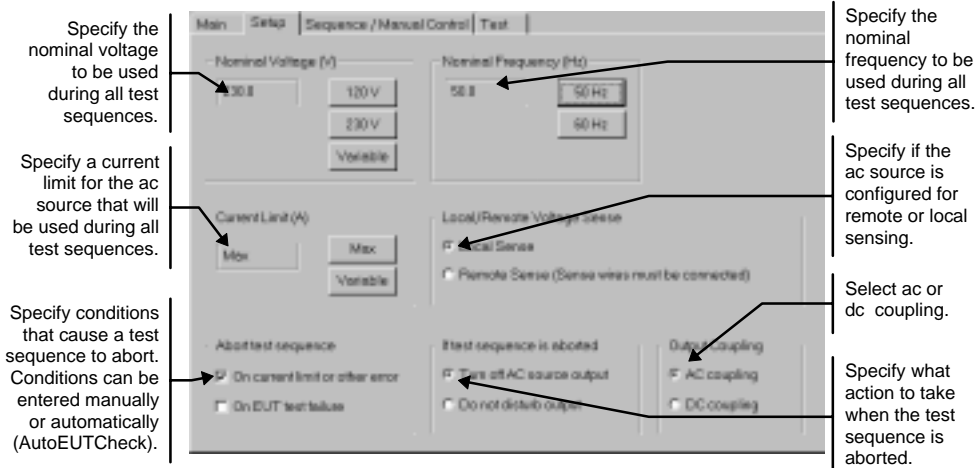 Specify the
nominal voltage
to be used
during all test
sequences.
Specify a current
limit for the ac
source that will
be used during all
test sequences.
Specify conditions
that cause a test
sequence to abort.
Conditions can be
entered manually
or automatically
(AutoEUTCheck).
Main Setup Sequence / Manual Control Test
Nominal Voltage (V)
230.0
120 V
230 V
Variable
Nominal Frequency (Hz)
50.0
50 Hz
60 Hz
Current Limit (A)
Max
Max
Variable
Local/Remote Voltage Sense
Local Sense
Remote Sense (Sense wires must be connected)
Abort test sequence
On current limit or other error
On EUT test failure
If test sequence is aborted
Turn off AC source output
Do not disturb output
Output Coupling
AC coupling
DC coupling
Specify the
nominal
frequency to be
used during all
test sequences.
Specify if the
ac source is
configured for
remote or local
sensing.
Select ac or
dc coupling.
Specify what
action to take
when the test
sequence is
aborted.